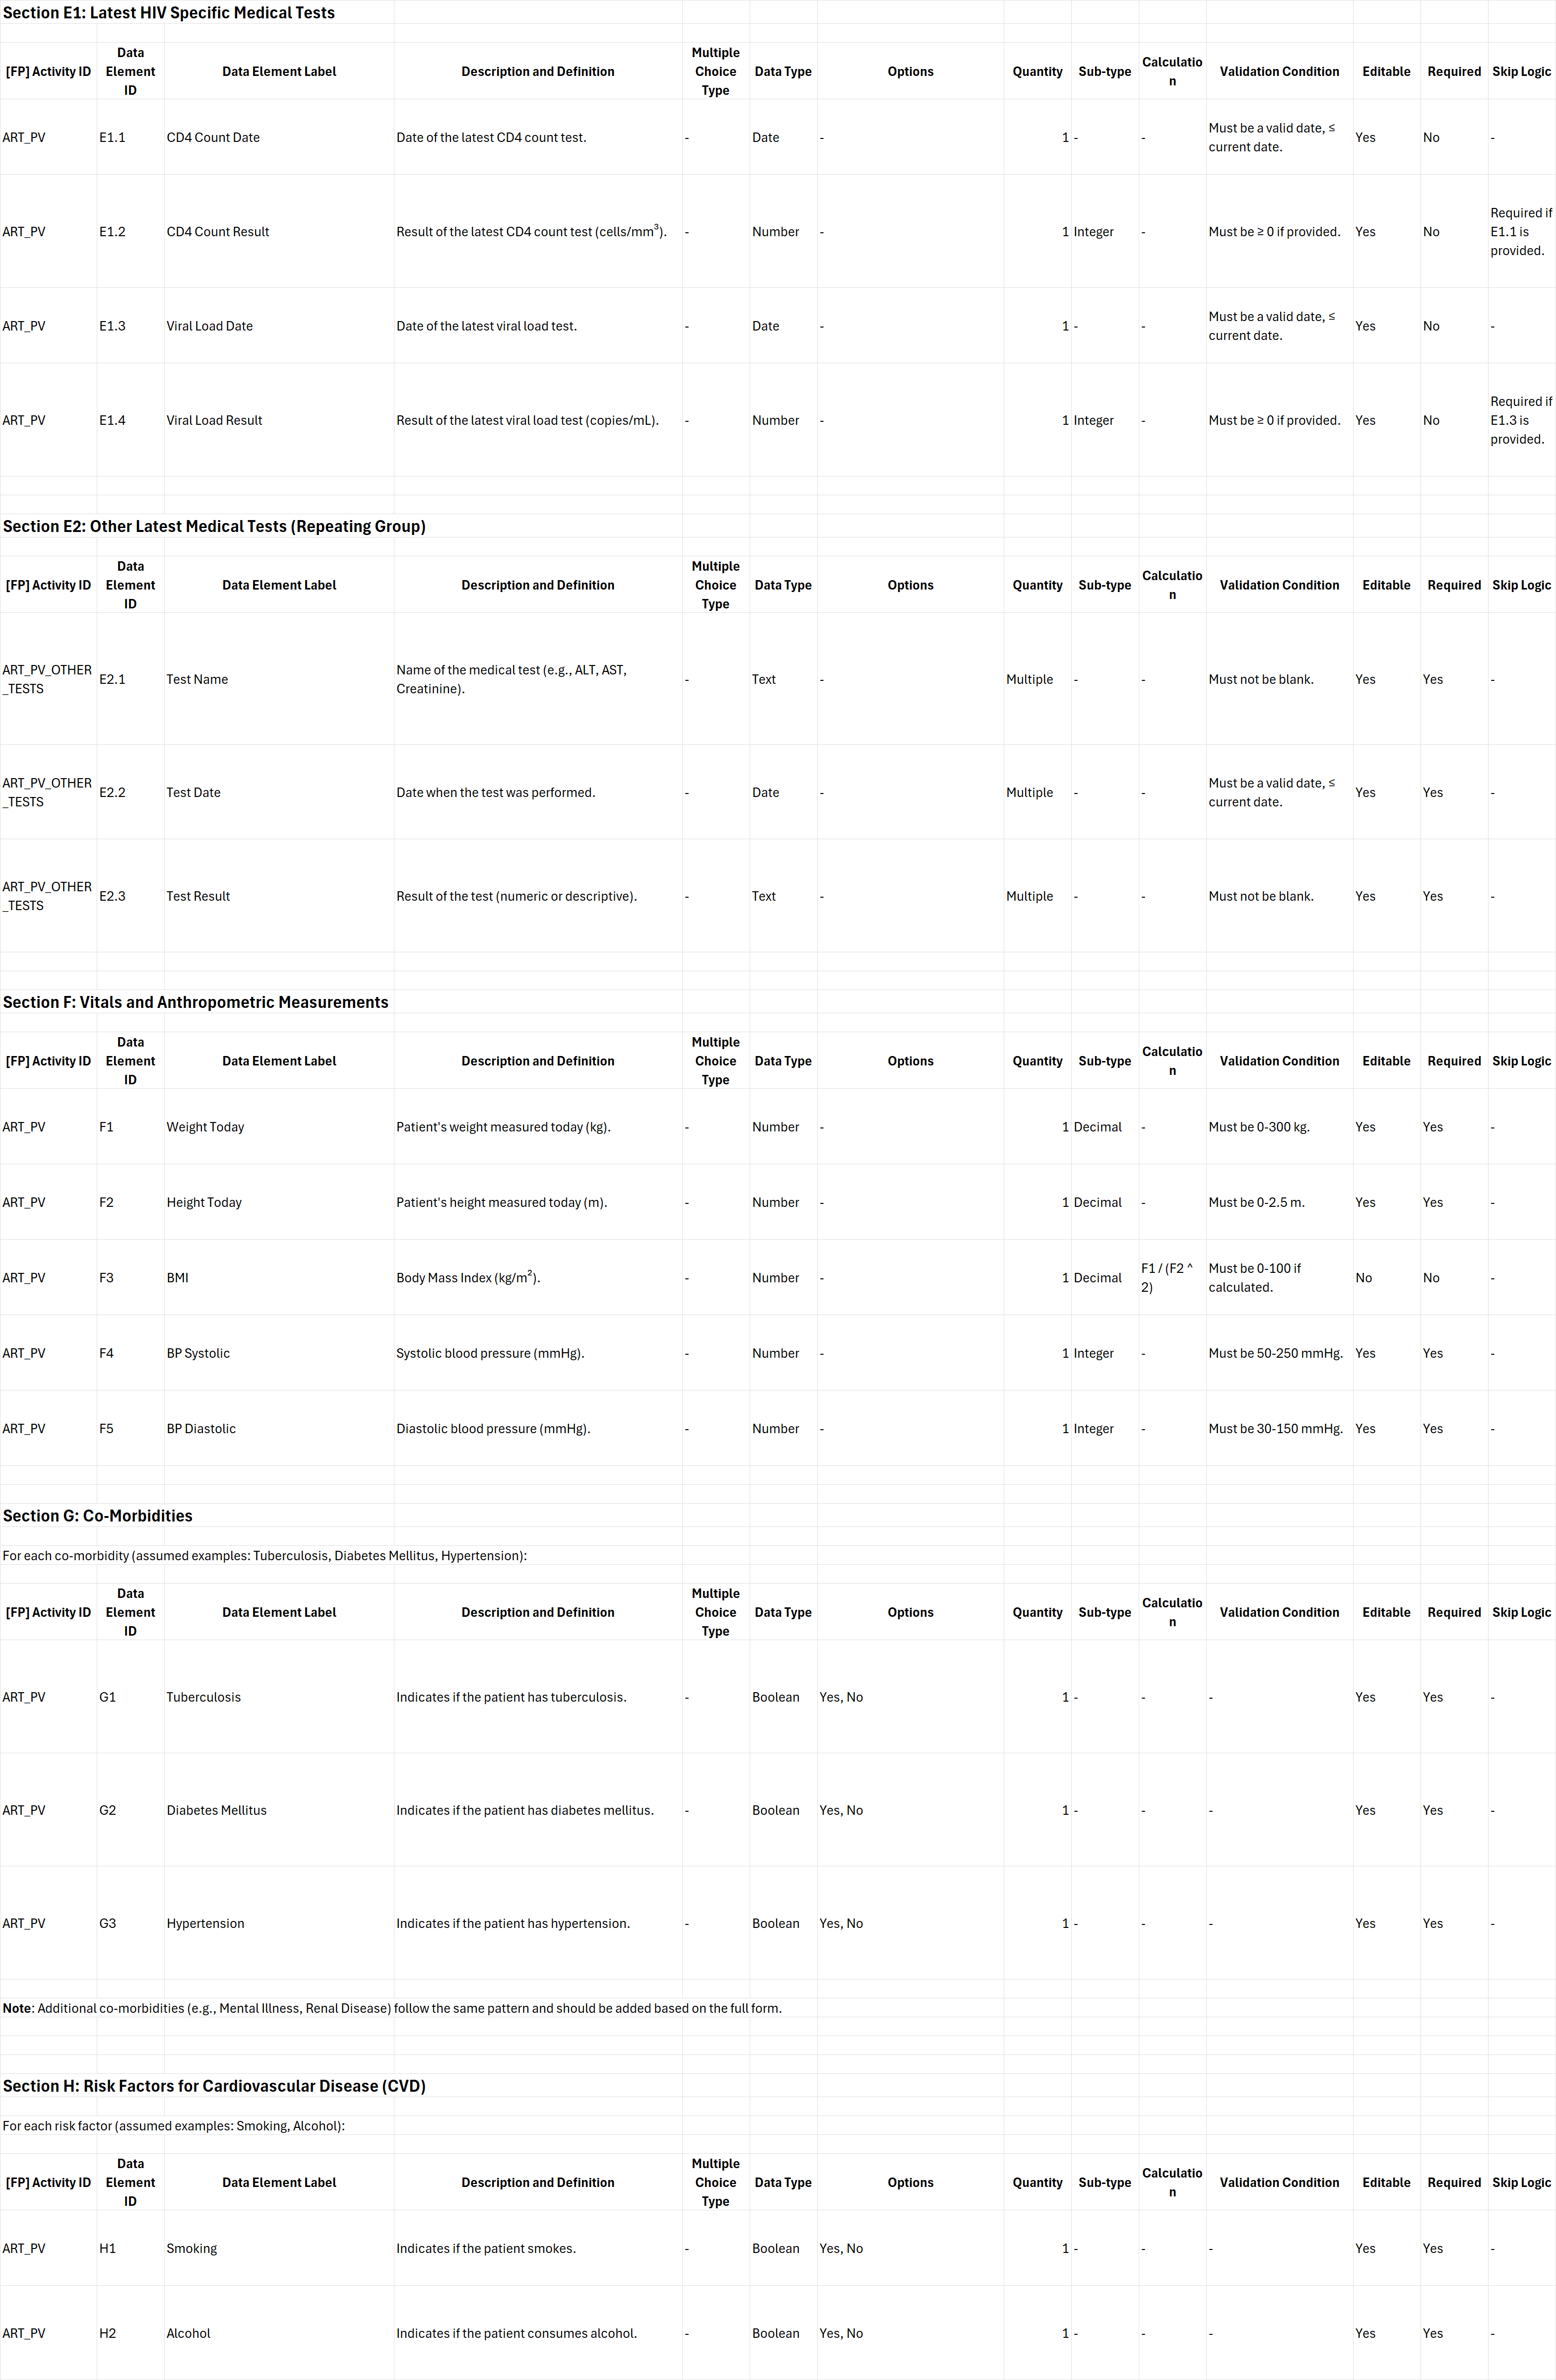 Section E1: Latest HIV Specific Medical Tests
[FP] Activity ID Data Element ID Data Element Label Description and Definition Multiple Choice Type Data Type Options Quantity Sub-type Calculation Validation Condition Editable Required Skip Logic
ART_PV E1.1 CD4 Count Date Date of the latest CD4 count test. - Date - 1 - - Must be a valid date, ≤ current date. Yes No -
ART_PV E1.2 CD4 Count Result Result of the latest CD4 count test (cells/mm³). - Number - 1 Integer - Must be ≥ 0 if provided. Yes No Required if E1.1 is provided.
ART_PV E1.3 Viral Load Date Date of the latest viral load test. - Date - 1 - - Must be a valid date, ≤ current date. Yes No -
ART_PV E1.4 Viral Load Result Result of the latest viral load test (copies/mL). - Number - 1 Integer - Must be ≥ 0 if provided. Yes No Required if E1.3 is provided.
Section E2: Other Latest Medical Tests (Repeating Group)
[FP] Activity ID Data Element ID Data Element Label Description and Definition Multiple Choice Type Data Type Options Quantity Sub-type Calculation Validation Condition Editable Required Skip Logic
ART_PV_OTHER_TESTS E2.1 Test Name Name of the medical test (e.g., ALT, AST, Creatinine). - Text - Multiple - - Must not be blank. Yes Yes -
ART_PV_OTHER_TESTS E2.2 Test Date Date when the test was performed. - Date - Multiple - - Must be a valid date, ≤ current date. Yes Yes -
ART_PV_OTHER_TESTS E2.3 Test Result Result of the test (numeric or descriptive). - Text - Multiple - - Must not be blank. Yes Yes -
Section F: Vitals and Anthropometric Measurements
[FP] Activity ID Data Element ID Data Element Label Description and Definition Multiple Choice Type Data Type Options Quantity Sub-type Calculation Validation Condition Editable Required Skip Logic
ART_PV F1 Weight Today Patient's weight measured today (kg). - Number - 1 Decimal - Must be 0-300 kg. Yes Yes -
ART_PV F2 Height Today Patient's height measured today (m). - Number - 1 Decimal - Must be 0-2.5 m. Yes Yes -
ART_PV F3 BMI Body Mass Index (kg/m²). - Number - 1 Decimal F1 / (F2 ^ 2) Must be 0-100 if calculated. No No -
ART_PV F4 BP Systolic Systolic blood pressure (mmHg). - Number - 1 Integer - Must be 50-250 mmHg. Yes Yes -
ART_PV F5 BP Diastolic Diastolic blood pressure (mmHg). - Number - 1 Integer - Must be 30-150 mmHg. Yes Yes -
Section G: Co-Morbidities
For each co-morbidity (assumed examples: Tuberculosis, Diabetes Mellitus, Hypertension):
[FP] Activity ID Data Element ID Data Element Label Description and Definition Multiple Choice Type Data Type Options Quantity Sub-type Calculation Validation Condition Editable Required Skip Logic
ART_PV G1 Tuberculosis Indicates if the patient has tuberculosis. - Boolean Yes, No 1 - - - Yes Yes -
ART_PV G2 Diabetes Mellitus Indicates if the patient has diabetes mellitus. - Boolean Yes, No 1 - - - Yes Yes -
ART_PV G3 Hypertension Indicates if the patient has hypertension. - Boolean Yes, No 1 - - - Yes Yes -
Note: Additional co-morbidities (e.g., Mental Illness, Renal Disease) follow the same pattern and should be added based on the full form.
Section H: Risk Factors for Cardiovascular Disease (CVD)
For each risk factor (assumed examples: Smoking, Alcohol):
[FP] Activity ID Data Element ID Data Element Label Description and Definition Multiple Choice Type Data Type Options Quantity Sub-type Calculation Validation Condition Editable Required Skip Logic
ART_PV H1 Smoking Indicates if the patient smokes. - Boolean Yes, No 1 - - - Yes Yes -
ART_PV H2 Alcohol Indicates if the patient consumes alcohol. - Boolean Yes, No 1 - - - Yes Yes -